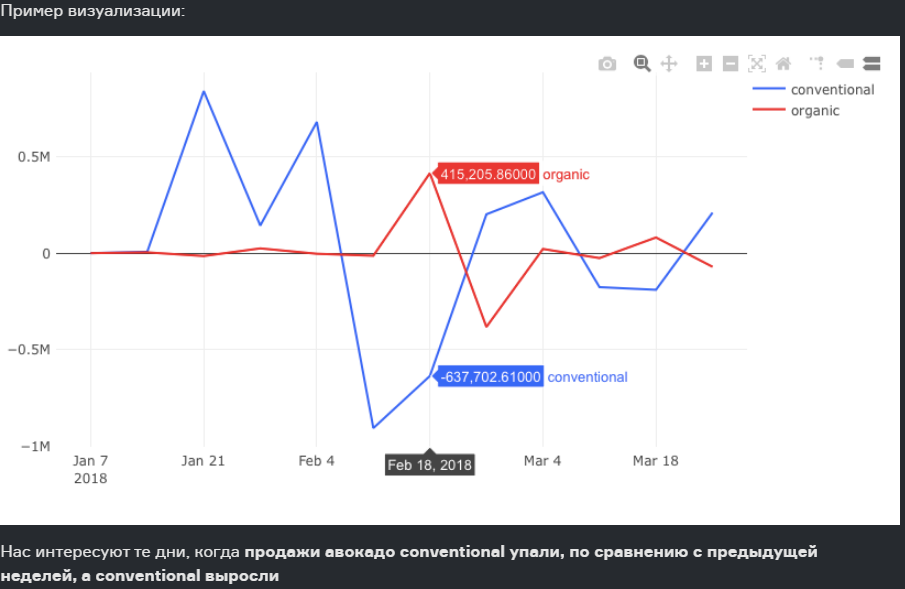 Пример визуализации:
conventional
organic
0.5M
415,205.86000 organic
0
−0.5M
-637,702.61000 conventional
−1M
Jan 7 Jan 21 Feb 4 Feb 18, 2018 Mar 4 Mar 18
2018
Нас интересуют те дни, когда продажи авокадо conventional упали, по сравнению с предыдущей
неделей, а conventional выросли